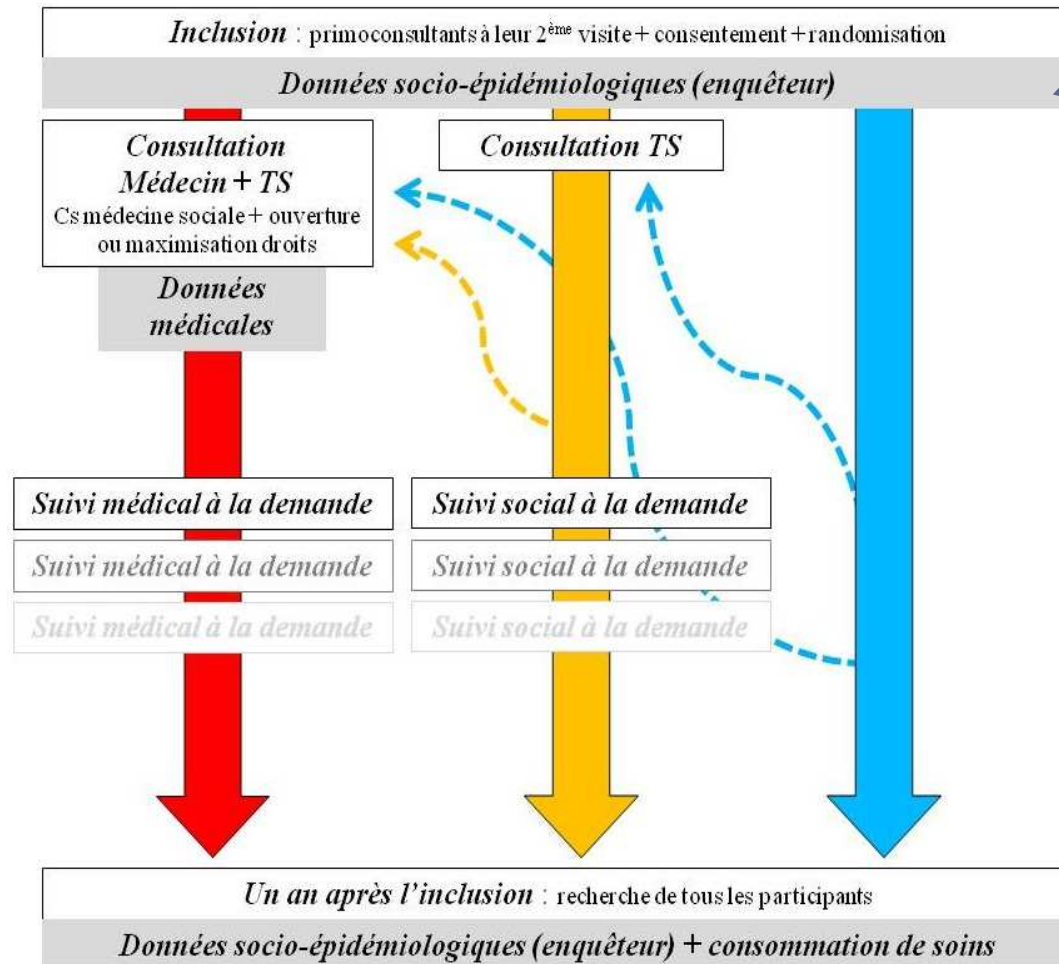 Inclusion : primoconsultants à leur 2ème visite + consentement + randomisation
Données socio-épidémiologiques (enquêteur)
Consultation
Médecin + TS
Cs médecine sociale + ouverture
ou maximisation droits
Consultation TS
Données
médicales
Suivi médical à la demande
Suivi social à la demande
Suivi médical à la demande
Suivi social à la demande
Suivi médical à la demande
Suivi social à la demande
Un an après l'inclusion : recherche de tous les participants
Données socio-épidémiologiques (enquêteur) + consommation de soins